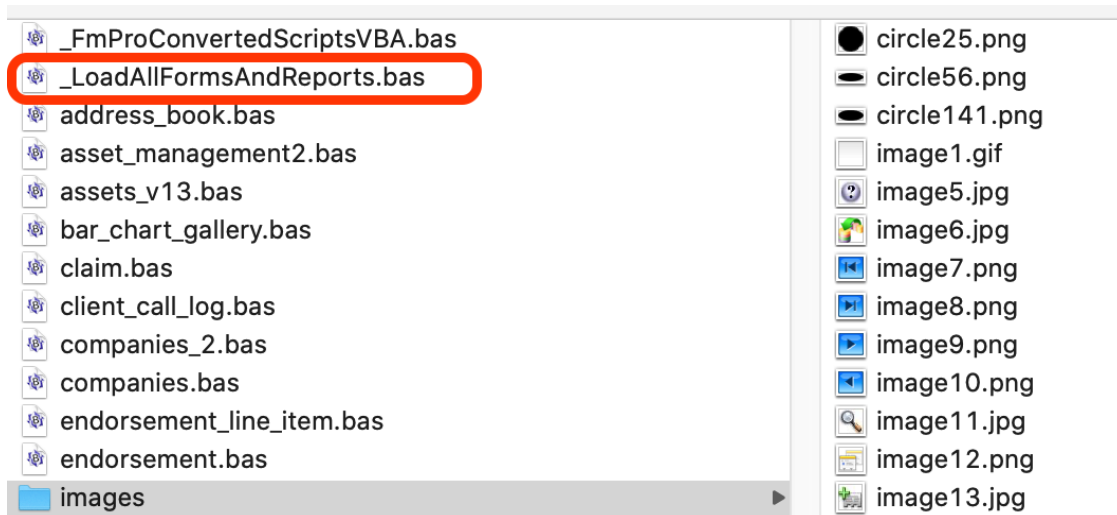 _FmProConvertedScriptsVBA.bas
_LoadAllFormsAndReports.bas
address_book.bas
asset_management2.bas
assets_v13.bas
bar_chart_gallery.bas
claim.bas
client_call_log.bas
companies_2.bas
companies.bas
endorsement_line_item.bas
endorsement.bas
images
circle25.png
circle56.png
circle141.png
image1.gif
image5.jpg
image6.jpg
image7.png
image8.png
image9.png
image10.png
image11.jpg
image12.png
image13.jpg